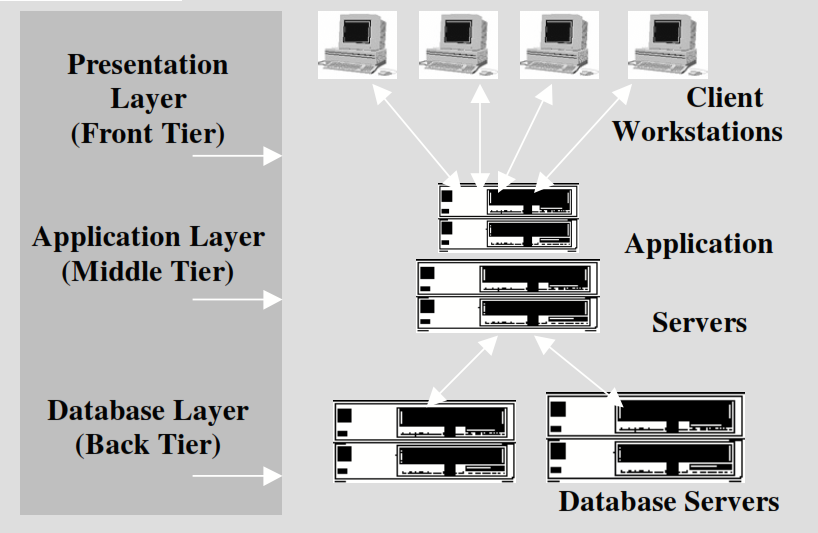 Presentation
Layer
(Front Tier)
Client
Workstations
Application Layer
(Middle Tier)
Application
Servers
Database Layer
(Back Tier)
Database Servers